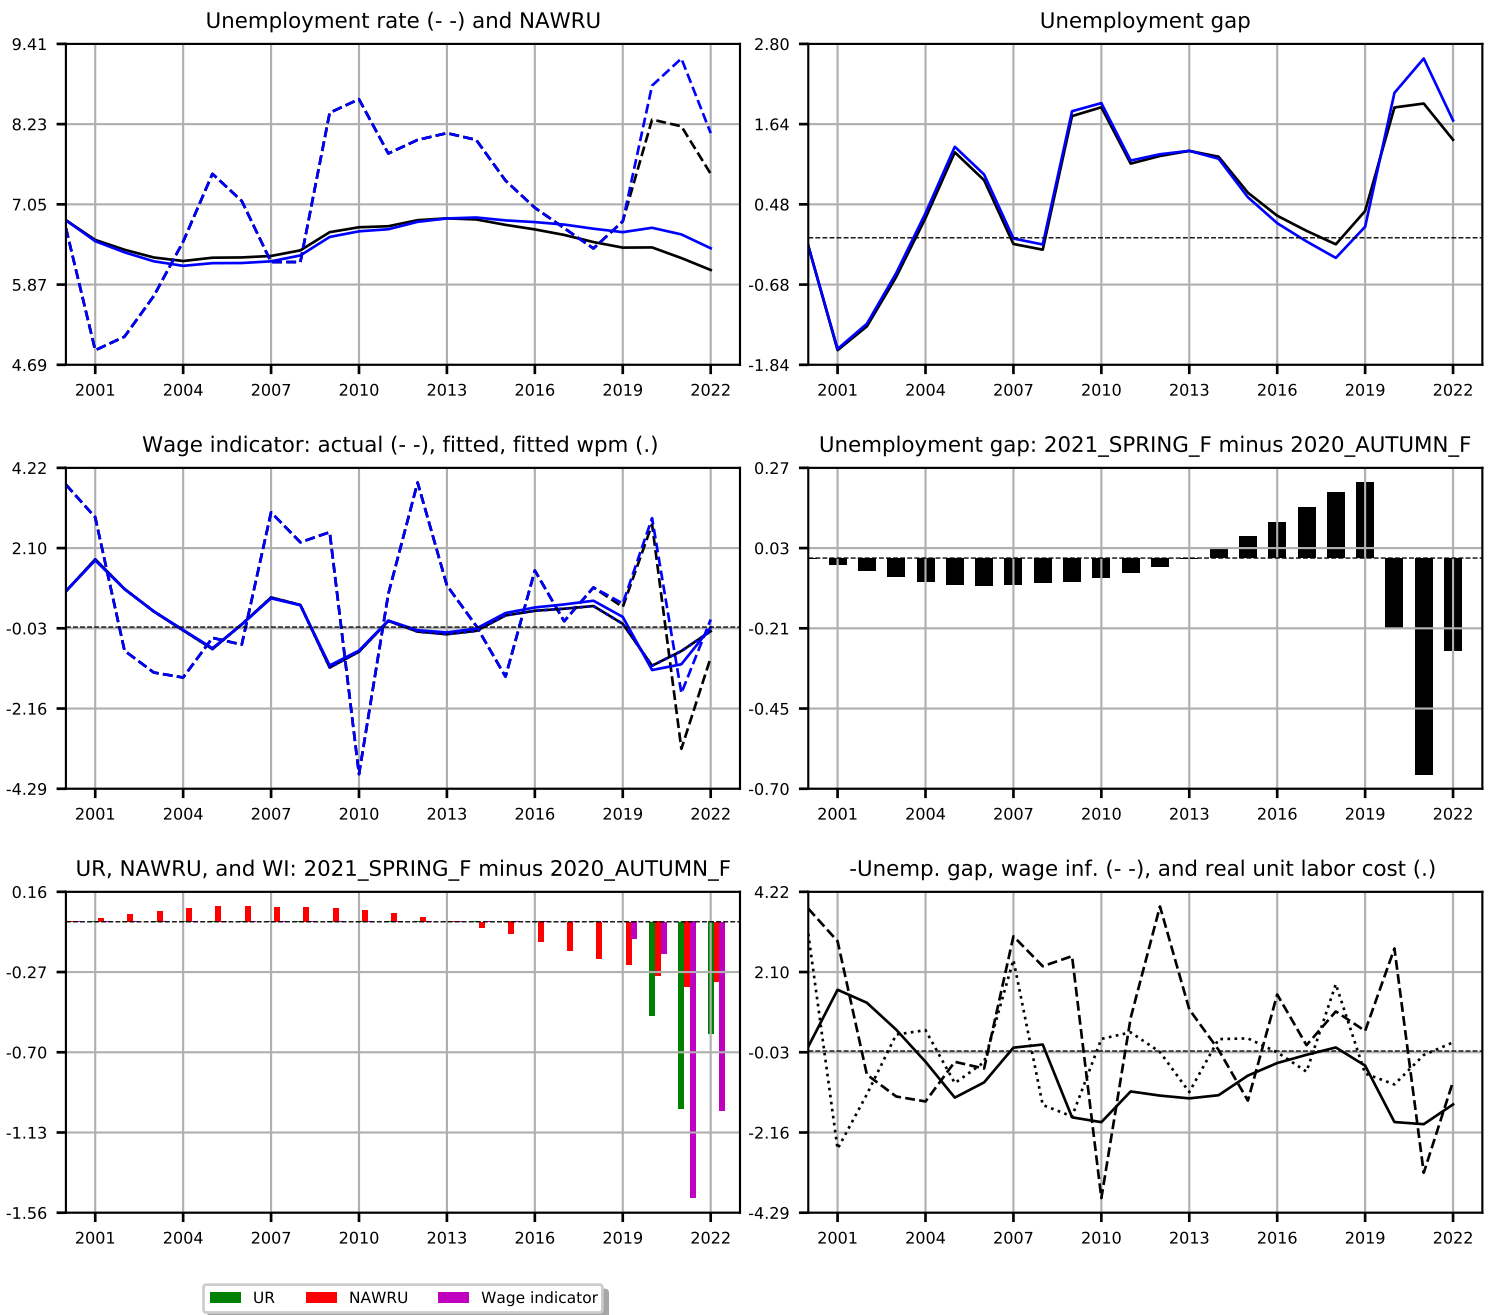 Unemployment rate (- -) and NAWRU
9.41
8.23
7.05
5.87
4.69
2001 2004 2007 2010 2013 2016 2019 2022
Unemployment gap
2.80
1.64
0.48
-0.68
-1.84
2001 2004 2007 2010 2013 2016 2019 2022
Wage indicator: actual (- -), fitted, fitted wpm (.)
4.22
2.10
-0.03
-2.16
-4.29
2001 2004 2007 2010 2013 2016 2019 2022
Unemployment gap: 2021_SPRING_F minus 2020_AUTUMN_F
0.27
0.03
-0.21
-0.45
-0.70
2001 2004 2007 2010 2013 2016 2019 2022
UR, NAWRU, and WI: 2021_SPRING_F minus 2020_AUTUMN_F
0.16
-0.27
-0.70
-1.13
-1.56
2001 2004 2007 2010 2013 2016 2019 2022
-Unemp. gap, wage inf. (- -), and real unit labor cost (.)
4.22
2.10
-0.03
-2.16
-4.29
2001 2004 2007 2010 2013 2016 2019 2022
UR NAWRU Wage indicator